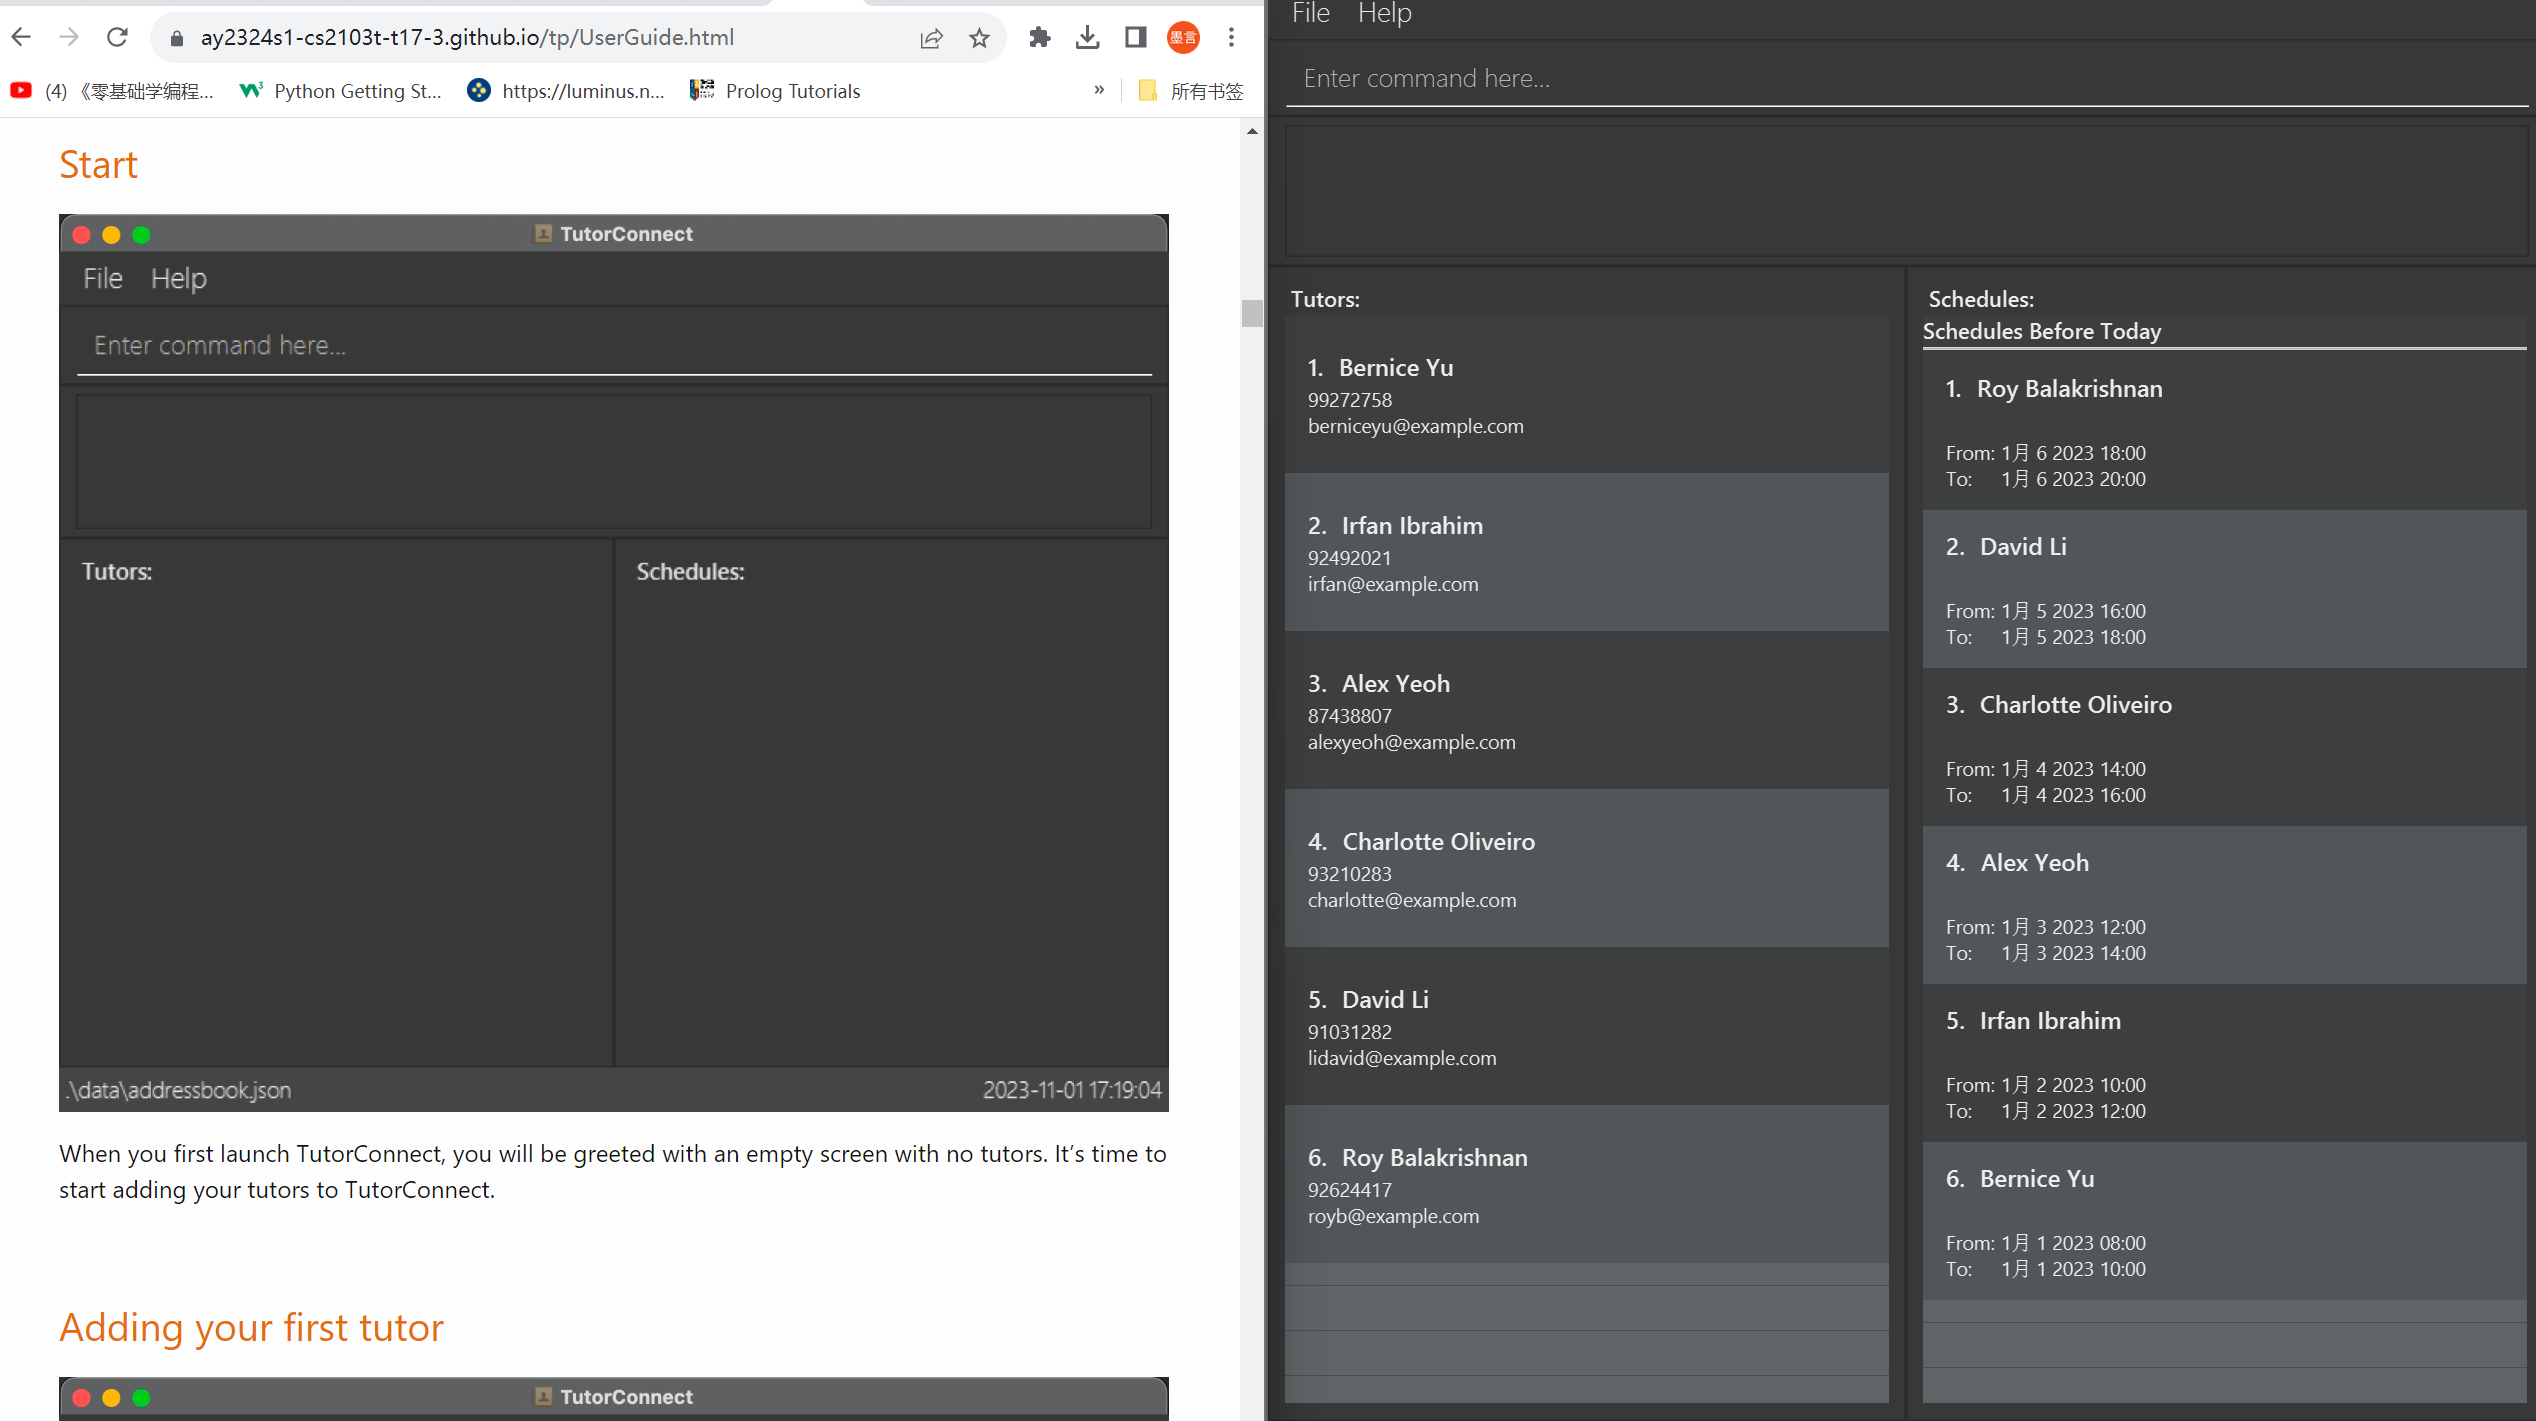 ay2324s1-cs2103t-t17-3.github.io/tp/UserGuide.html
墨言
(4) 《零基础学编程...
Python Getting St...
https://luminus.n...
Prolog Tutorials
»
所有书签
Start
TutorConnect
File Help
Enter command here...
Tutors:
Schedules:
.\data\addressbook.json
2023-11-01 17:19:04
When you first launch TutorConnect, you will be greeted with an empty screen with no tutors. It’s time to
start adding your tutors to TutorConnect.
Adding your first tutor
TutorConnect
File Help
Enter command here...
Tutors:
1. Bernice Yu
99272758
berniceyu@example.com
2. Irfan Ibrahim
92492021
irfan@example.com
3. Alex Yeoh
87438807
alexyeoh@example.com
4. Charlotte Oliveiro
93210283
charlotte@example.com
5. David Li
91031282
lidavid@example.com
6. Roy Balakrishnan
92624417
royb@example.com
Schedules:
Schedules Before Today
1. Roy Balakrishnan
From: 1月 6 2023 18:00
To: 1月 6 2023 20:00
2. David Li
From: 1月 5 2023 16:00
To: 1月 5 2023 18:00
3. Charlotte Oliveiro
From: 1月 4 2023 14:00
To: 1月 4 2023 16:00
4. Alex Yeoh
From: 1月 3 2023 12:00
To: 1月 3 2023 14:00
5. Irfan Ibrahim
From: 1月 2 2023 10:00
To: 1月 2 2023 12:00
6. Bernice Yu
From: 1月 1 2023 08:00
To: 1月 1 2023 10:00